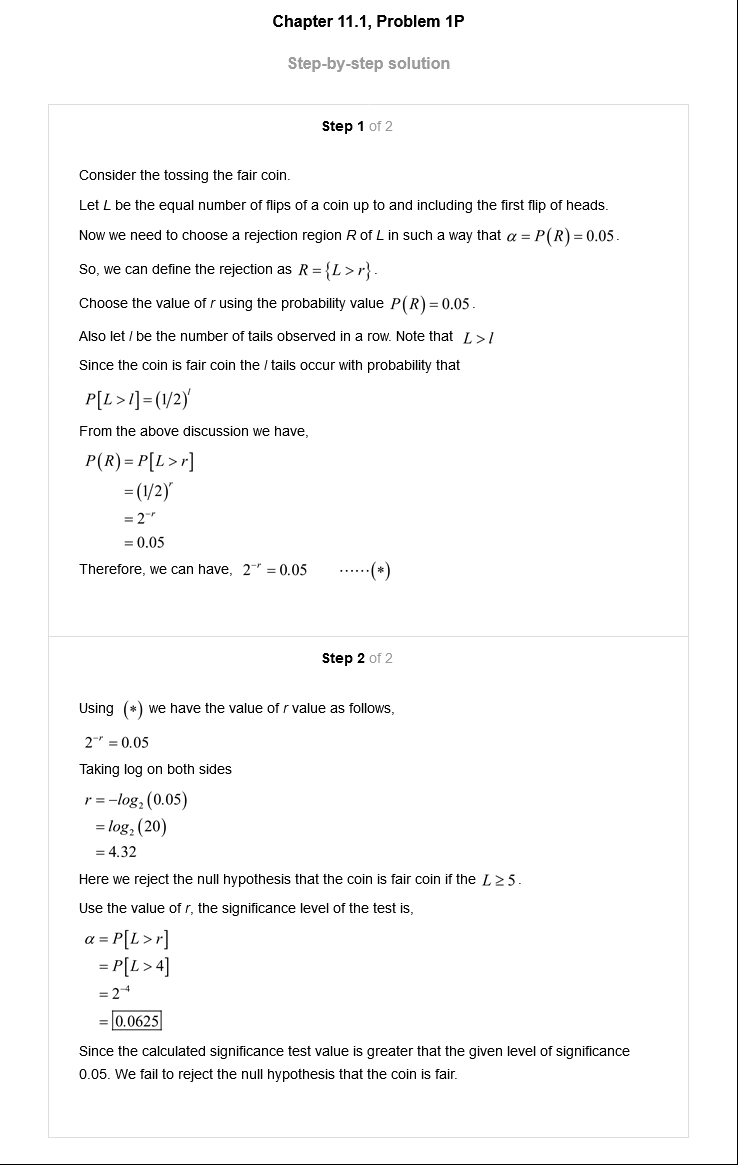 Chapter 11.1, Problem 1P
Step-by-step solution
Step 1 of 2
Consider the tossing the fair coin.
Let L be the equal number of flips of a coin up to and including the first flip of heads.
Now we need to choose a rejection region R of L in such a way that α = P(R) = 0.05.
So, we can define the rejection as R = {L > r}.
Choose the value of r using the probability value P(R) = 0.05.
Also let l be the number of tails observed in a row. Note that L > l
Since the coin is fair coin the l tails occur with probability that
P[L > l] = (1/2)^l
From the above discussion we have,
P(R) = P[L > r]
= (1/2)^r
= 2^{-r}
= 0.05
Therefore, we can have, 2^{-r} = 0.05 ......(*)
Step 2 of 2
Using (*) we have the value of r value as follows,
2^{-r} = 0.05
Taking log on both sides
r = -log₂(0.05)
= log₂(20)
= 4.32
Here we reject the null hypothesis that the coin is fair coin if the L ≥ 5.
Use the value of r, the significance level of the test is,
α = P[L > r]
= P[L > 4]
= 2^{-4}
= 0.0625
Since the calculated significance test value is greater that the given level of significance
0.05. We fail to reject the null hypothesis that the coin is fair.